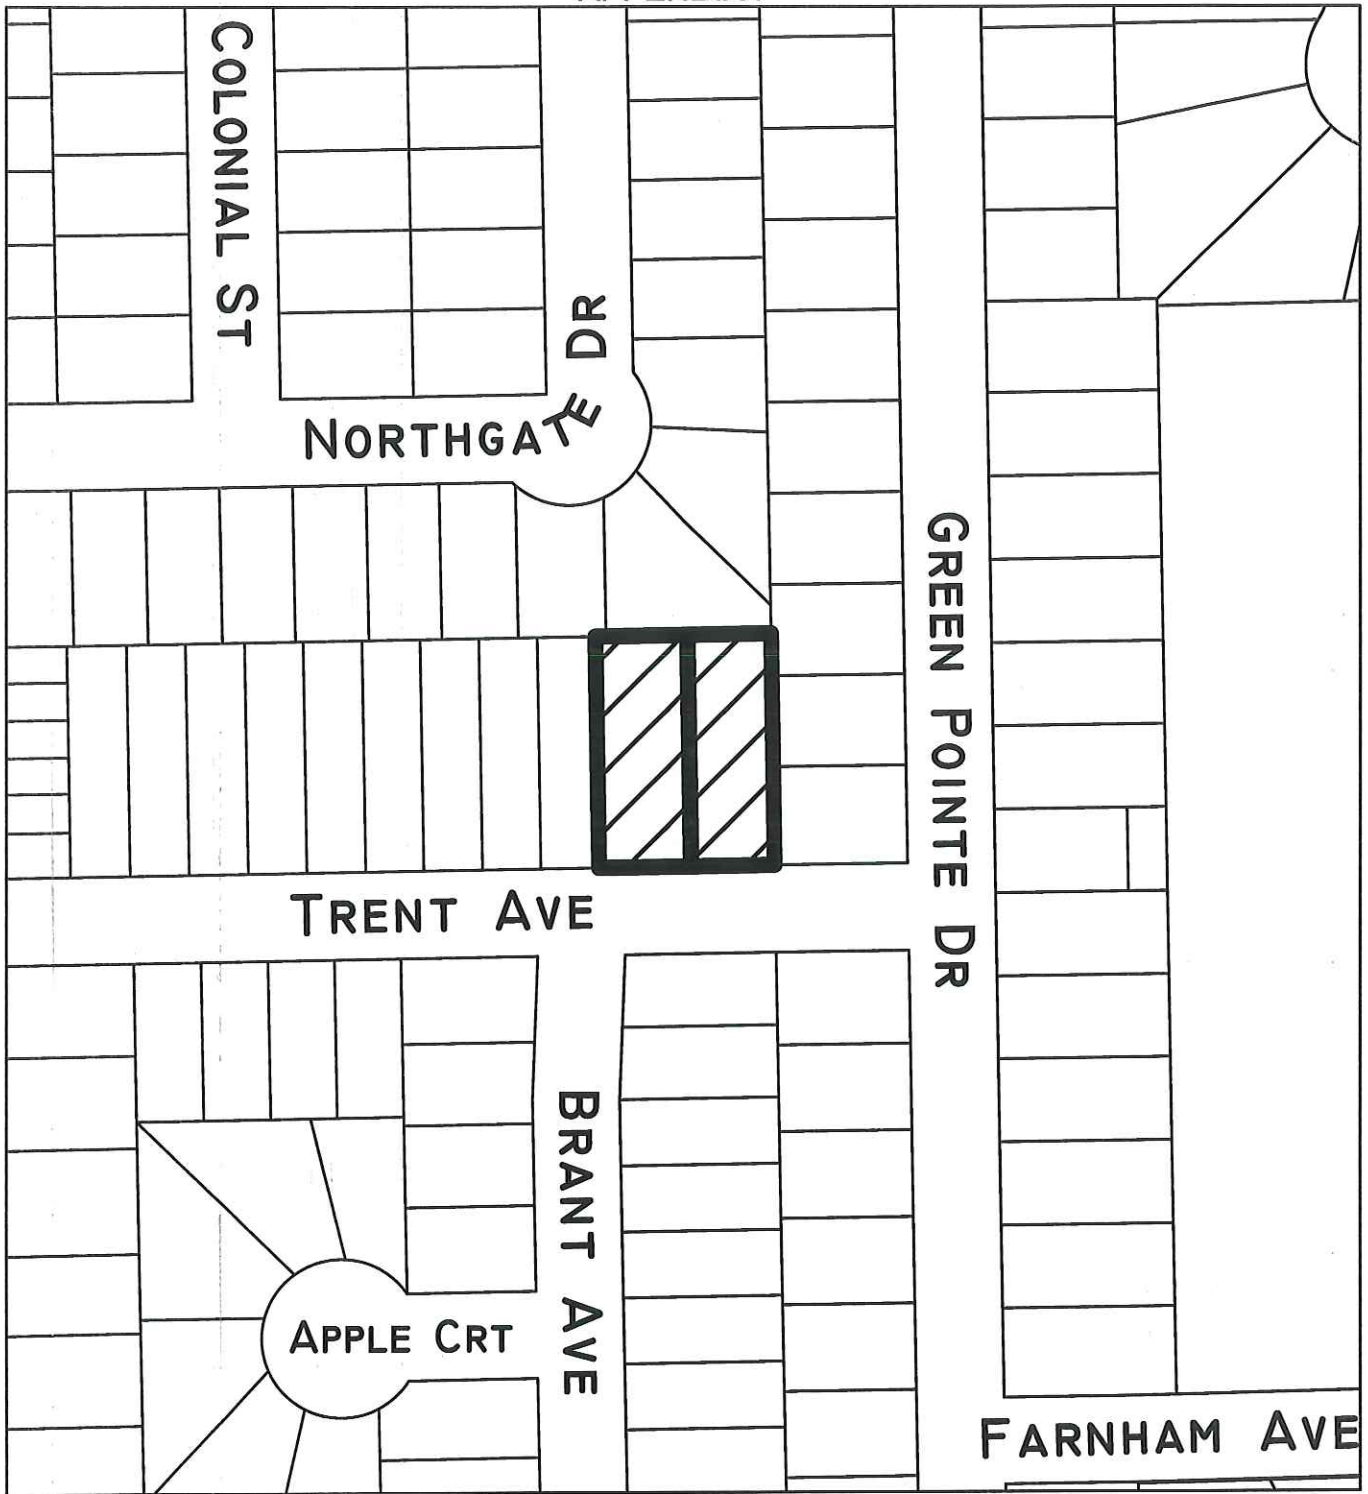 COLONIAL ST
NORTHGATE DR
GREEN POINTE DR
TRENT AVE
BRANT AVE
APPLE CRT
FARNHAM AVE